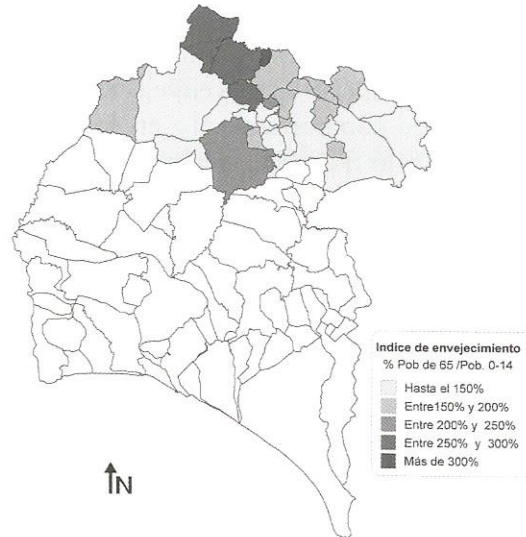 Indice de envejecimiento
% Pob de 65 /Pob. 0-14
Hasta el 150%
Entre150% y 200%
Entre 200% y 250%
Entre 250% y 300%
Más de 300%
N